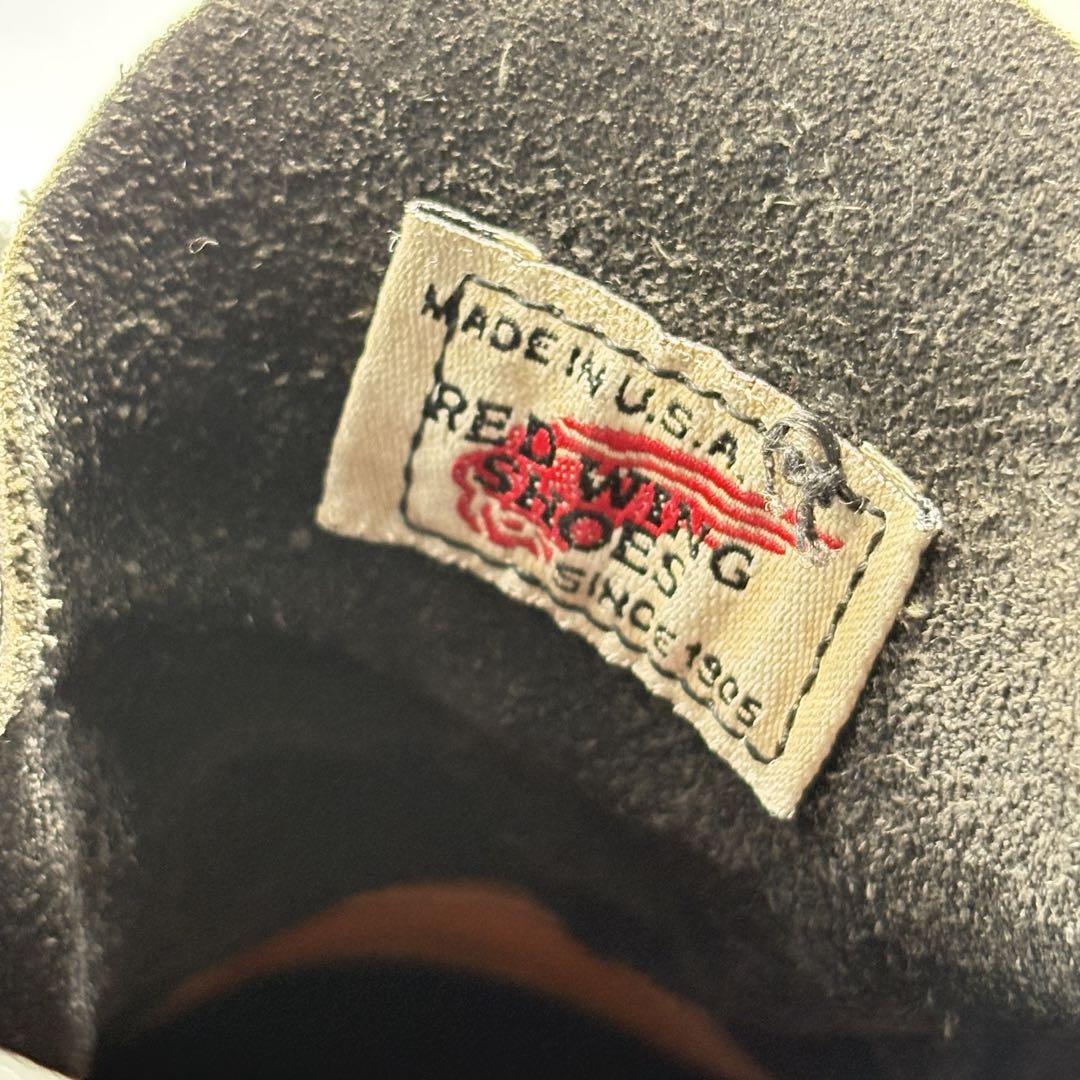 MADE IN U.S.A.
RED WING
SHOES
SINCE 1905